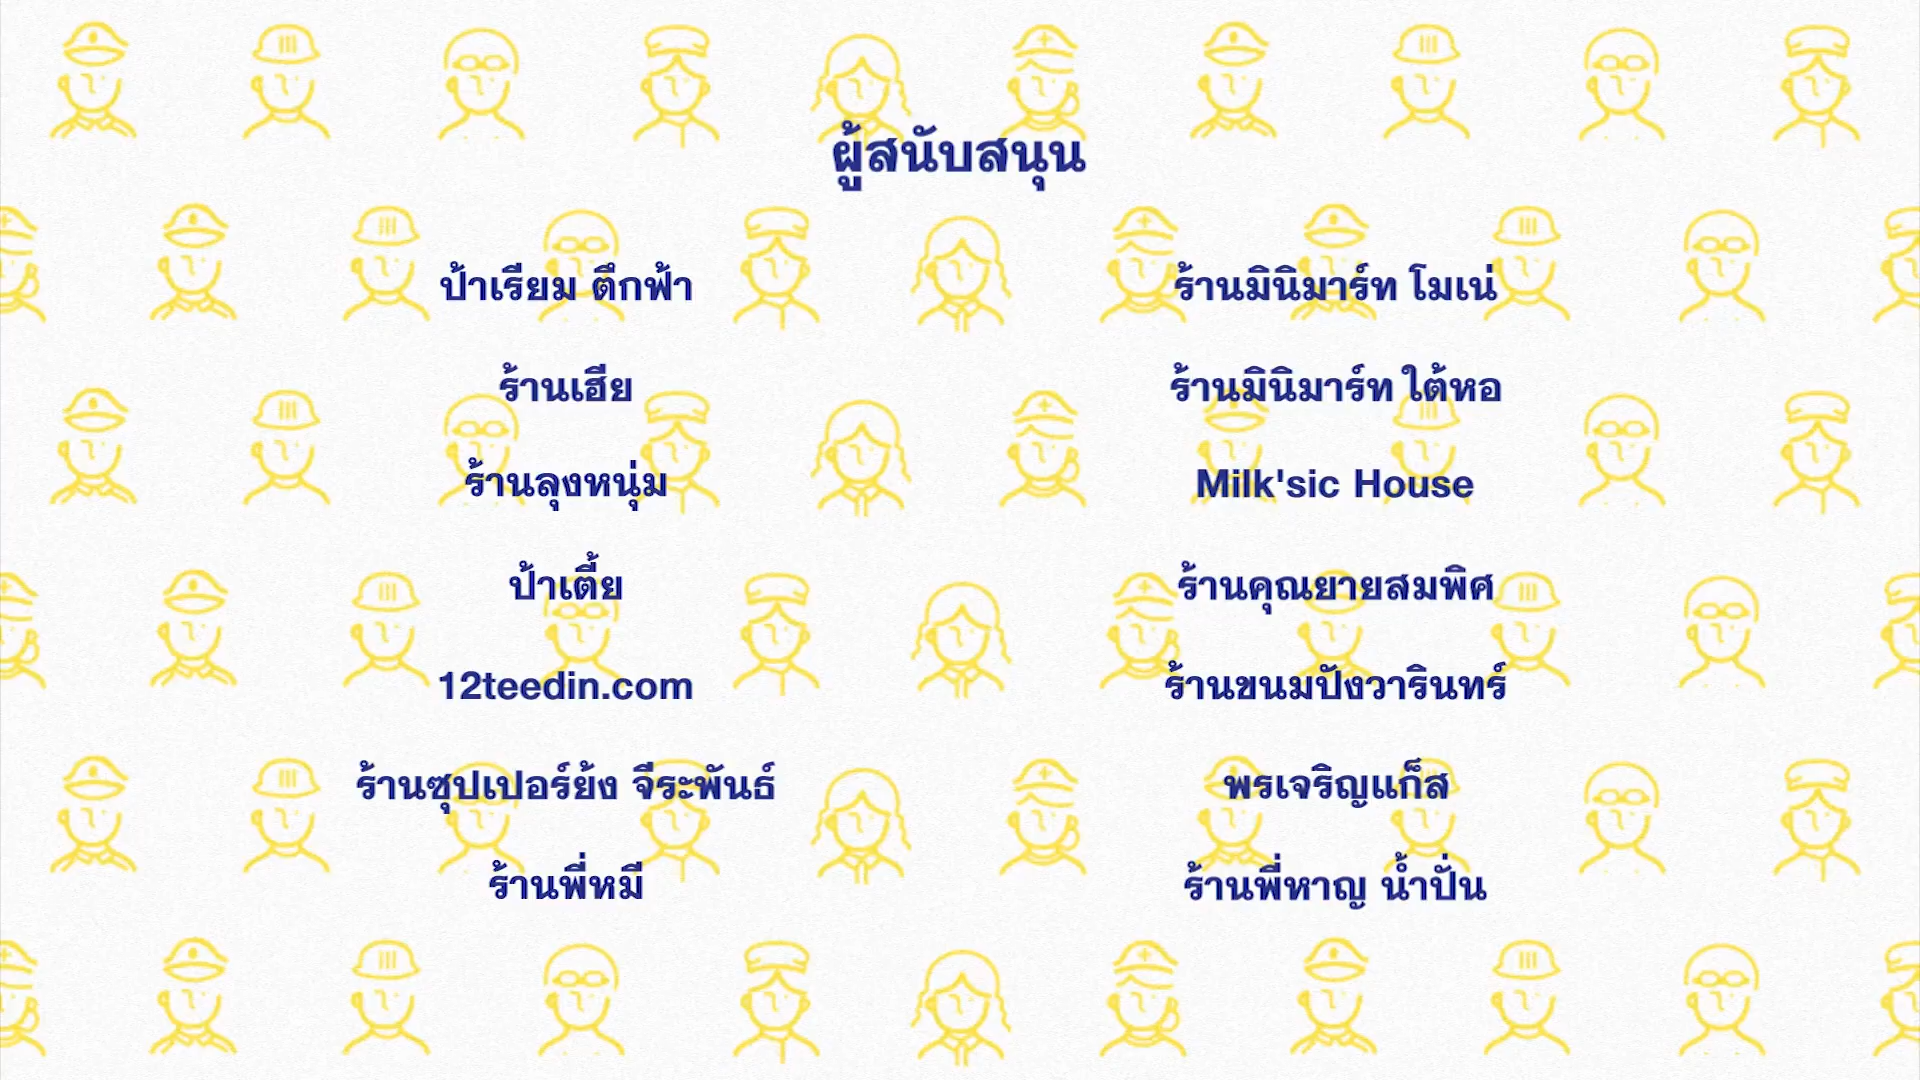 ผู้สนับสนุน
ป้าเรียม ตึกฟ้า
ร้านเฮีย
ร้านลุงหนุ่ม
ป้าเตี้ย
12teedin.com
ร้านซุปเปอร์ย้ง จีระพันธ์
ร้านพี่หมี
ร้านมินิมาร์ท โมเน่
ร้านมินิมาร์ท ใต้หอ
Milk'sic House
ร้านคุณยายสมพิศ
ร้านขนมปังวารินทร์
พรเจริญแก็ส
ร้านพี่หาญ น้ำปั่น